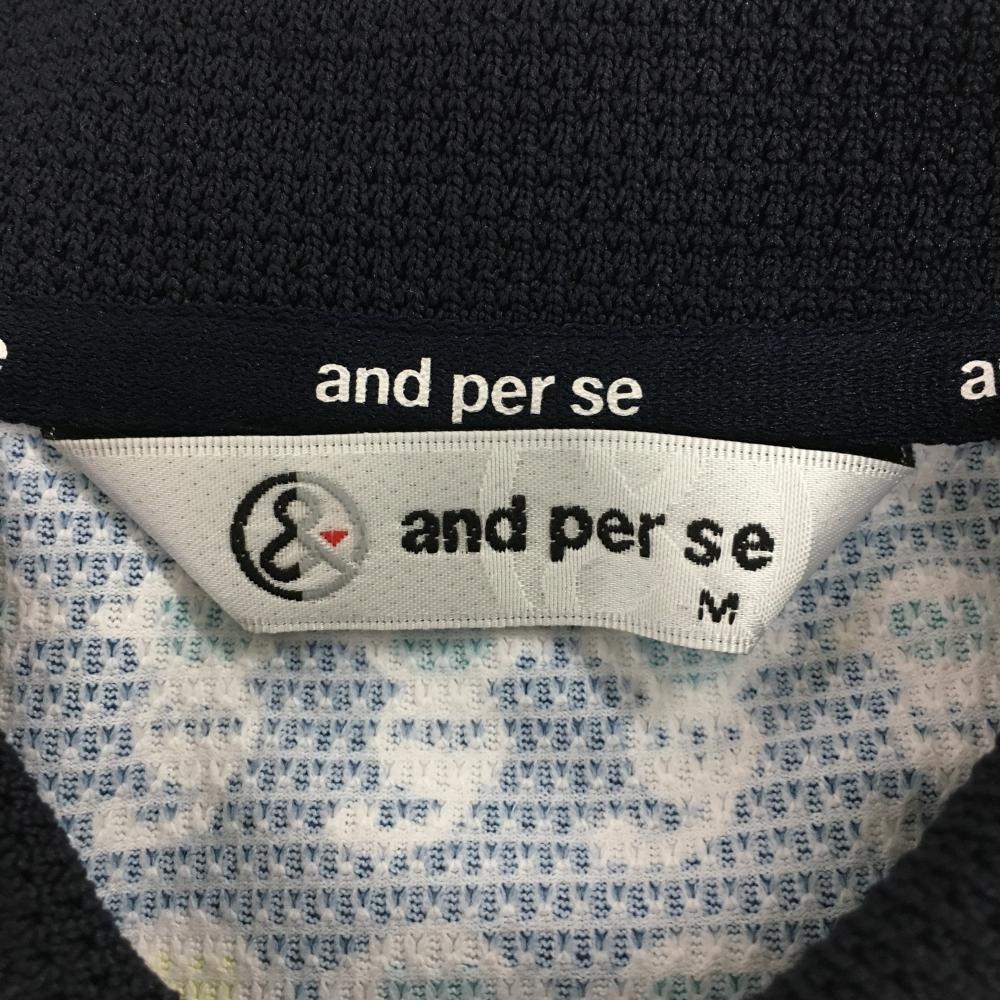 and per se
& and per se
M